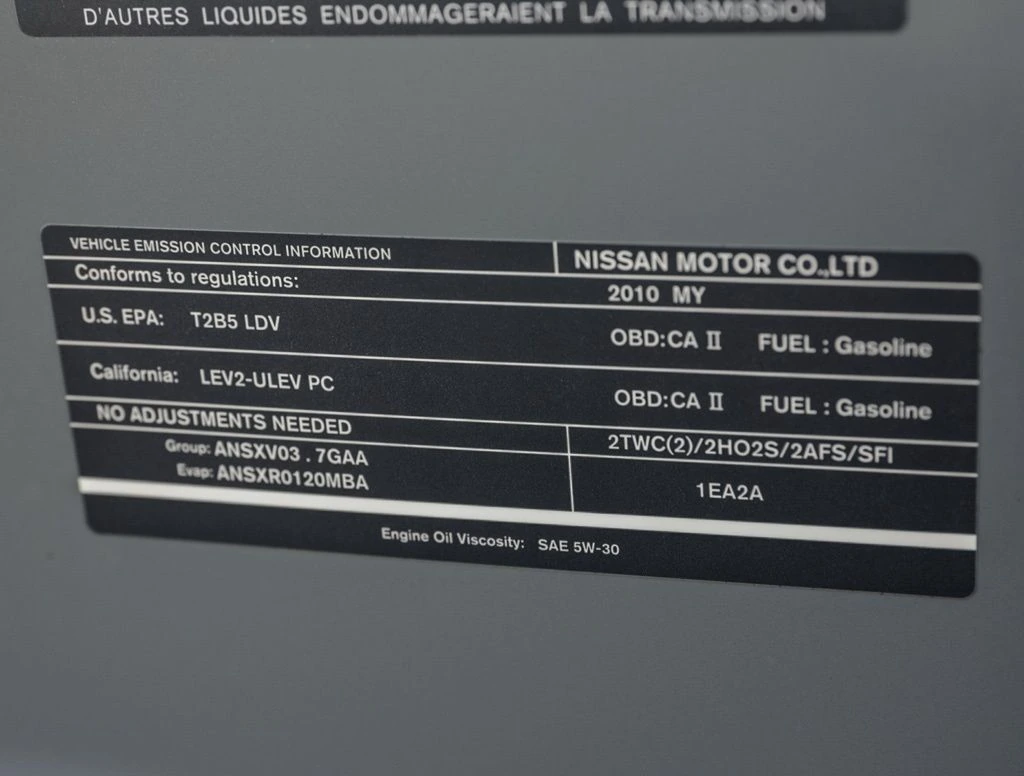 D'AUTRES LIQUIDES ENDOMMAGERAIENT LA TRANSMISSION
VEHICLE EMISSION CONTROL INFORMATION NISSAN MOTOR CO.,LTD
Conforms to regulations: 2010 MY
U.S. EPA: T2B5 LDV OBD:CA II FUEL : Gasoline
California: LEV2-ULEV PC OBD:CA II FUEL : Gasoline
NO ADJUSTMENTS NEEDED 2TWC(2)/2HO2S/2AFS/SFI
Group: ANSXV03 . 7GAA
Evap: ANSXR0120MBA 1EA2A
Engine Oil Viscosity: SAE 5W-30